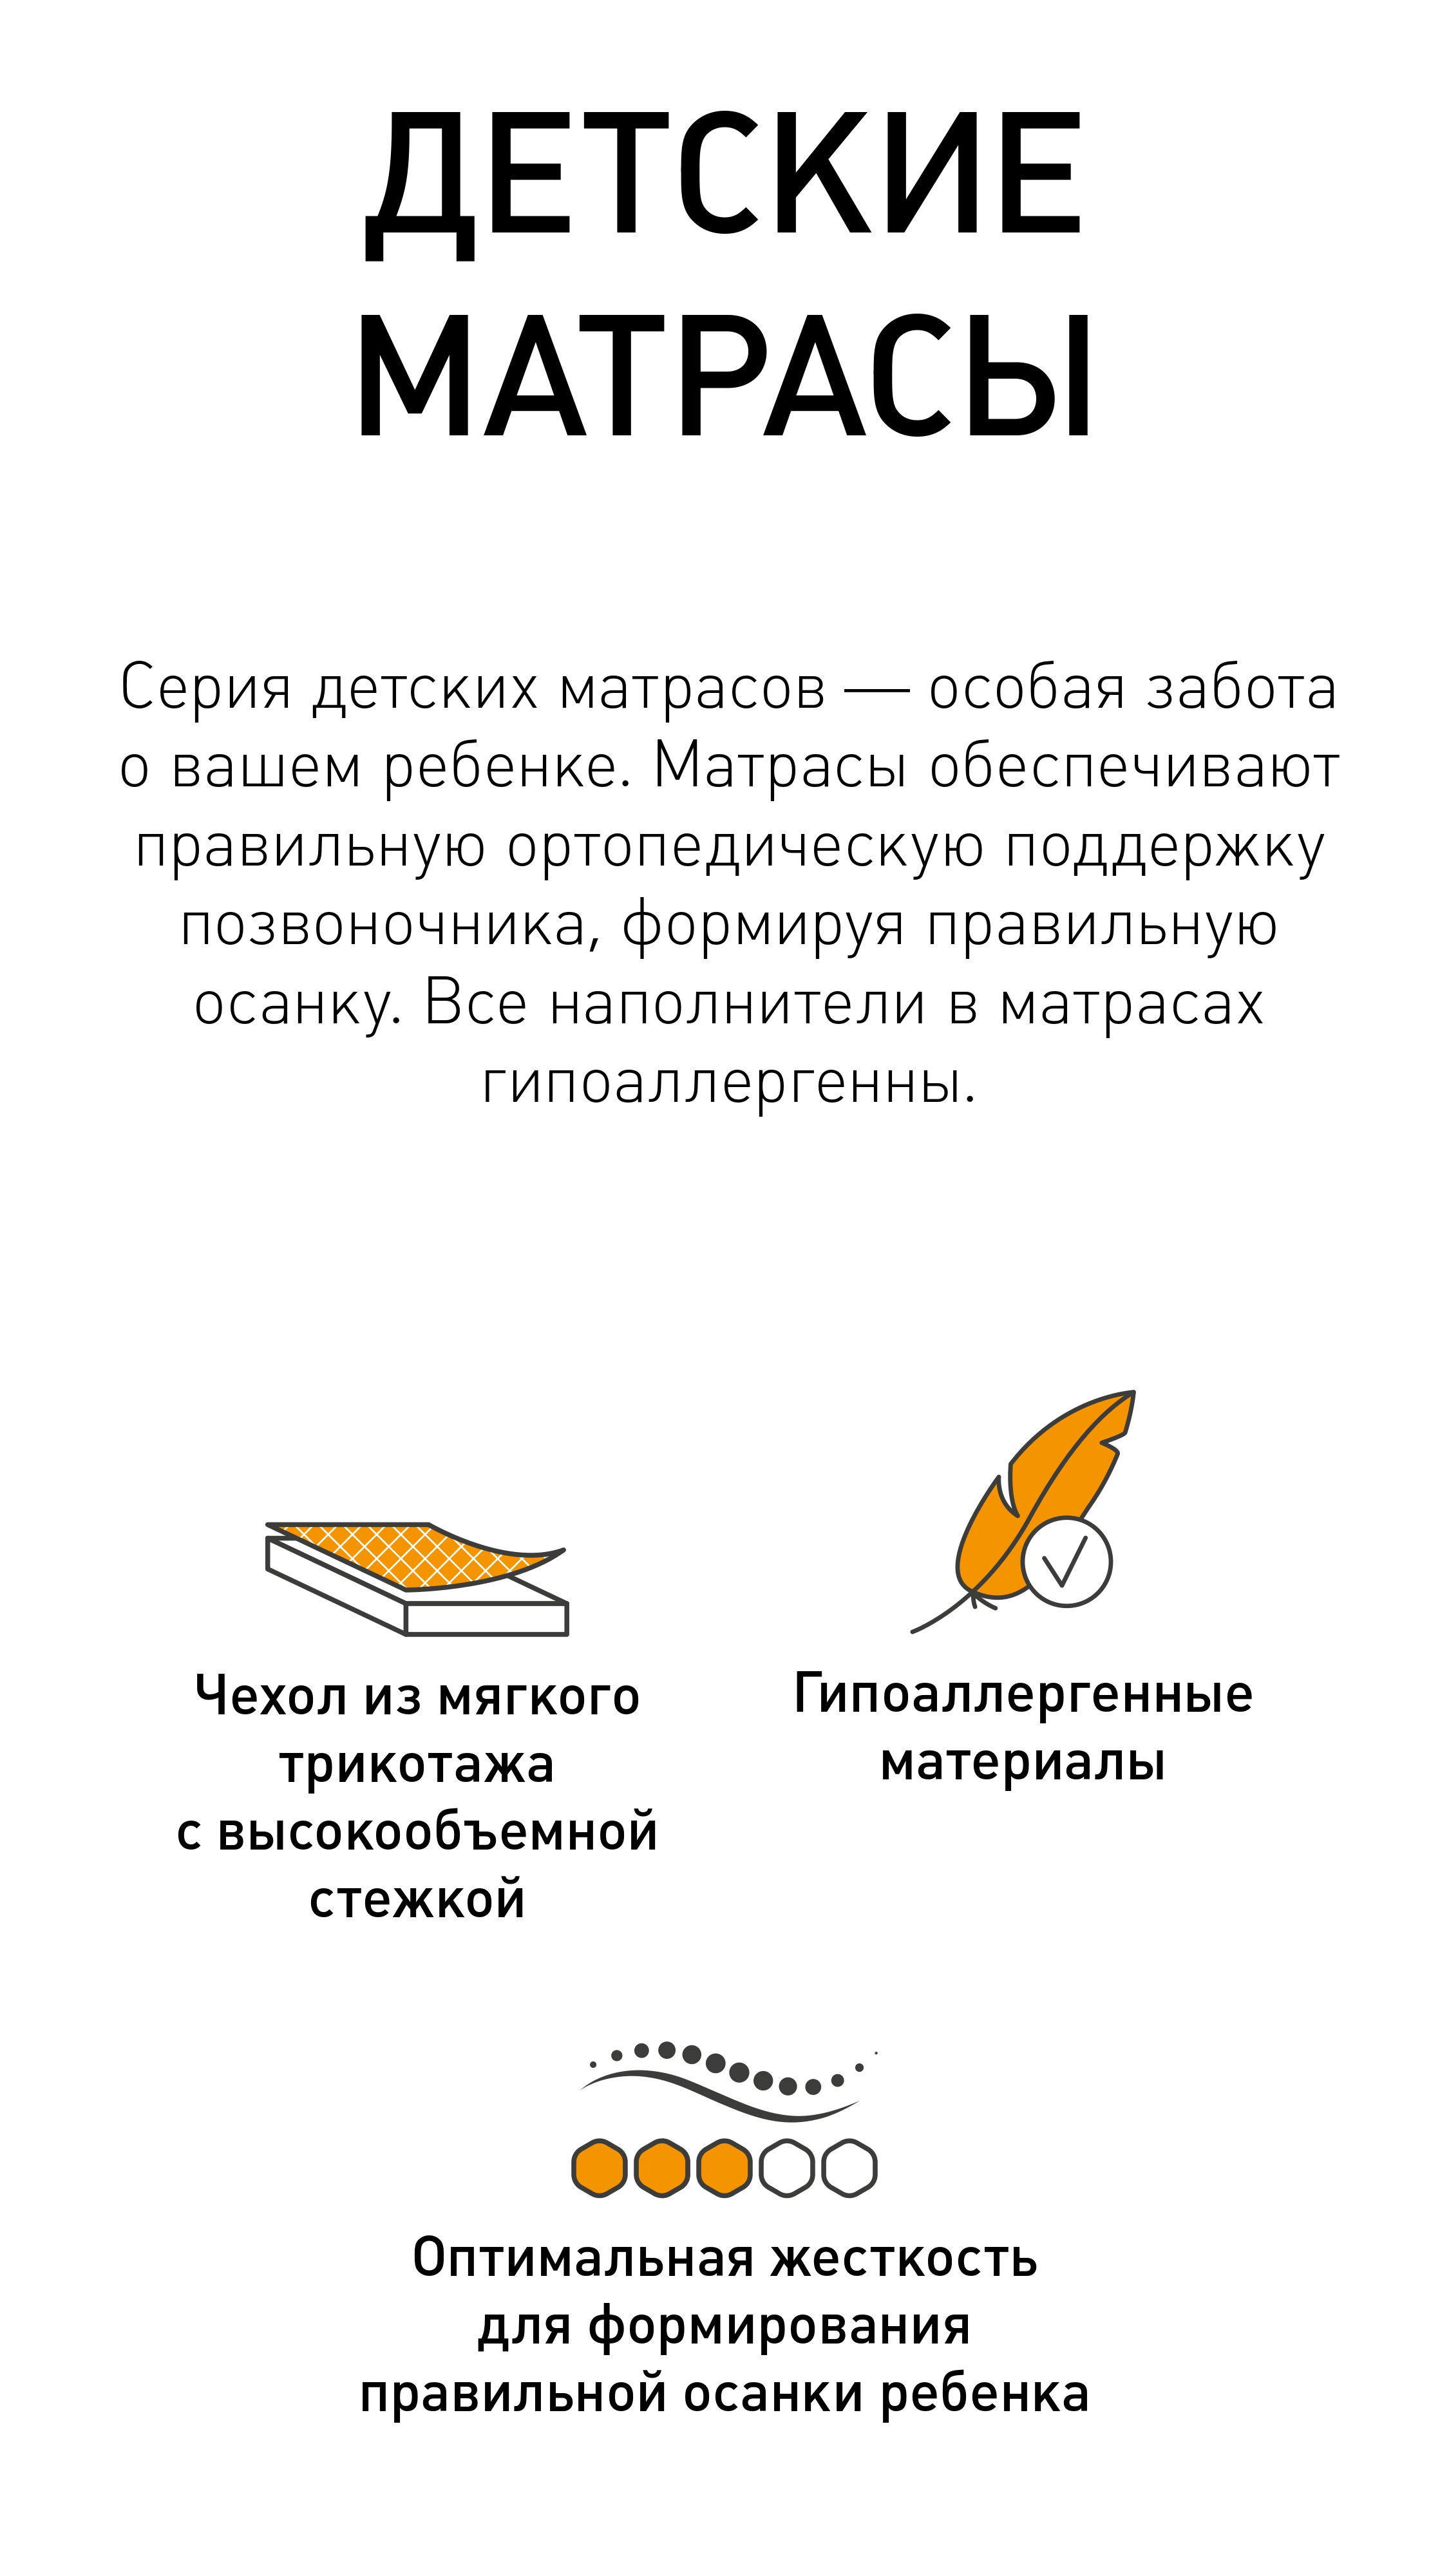 ДЕТСКИЕ
МАТРАСЫ
Серия детских матрасов — особая забота
о вашем ребенке. Матрасы обеспечивают
правильную ортопедическую поддержку
позвоночника, формируя правильную
осанку. Все наполнители в матрасах
гипоаллергенны.
Чехол из мягкого
трикотажа
с высокообъемной
стежкой
Гипоаллергенные
материалы
Оптимальная жесткость
для формирования
правильной осанки ребенка